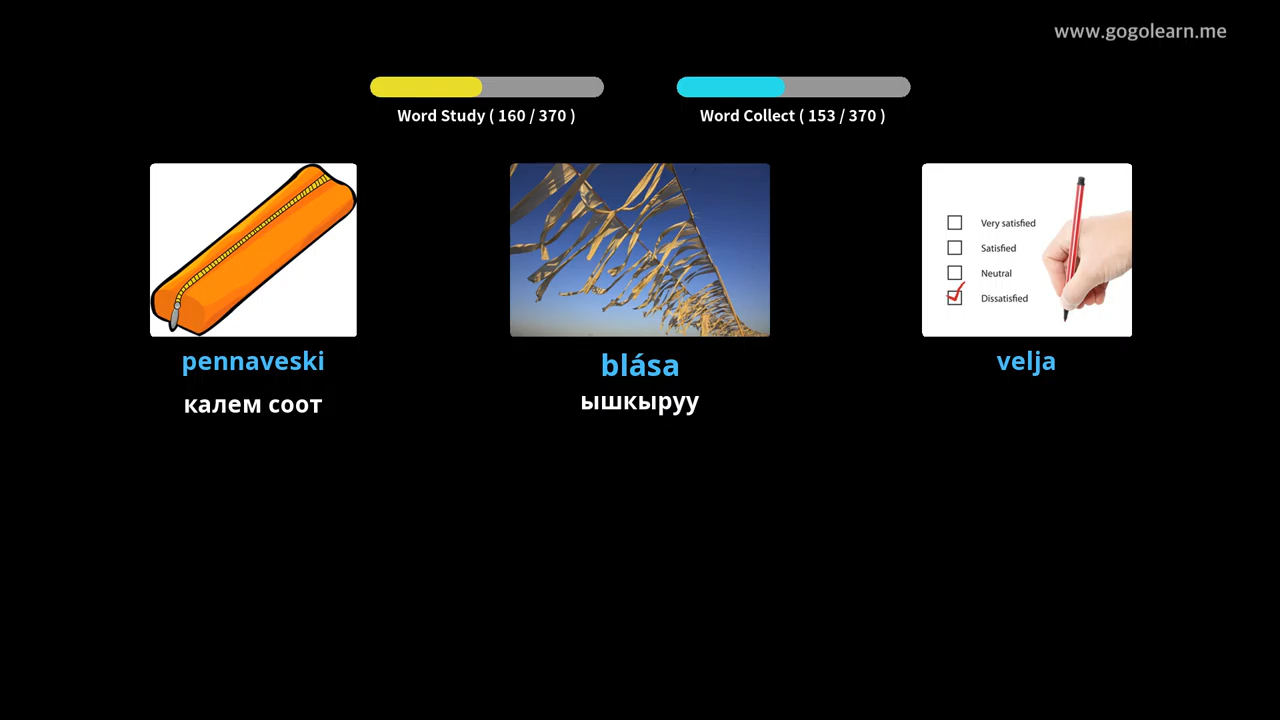 www.gogolearn.me
Word Study ( 160 / 370 )
Word Collect ( 153 / 370 )
Very satisfied
Satisfied
Neutral
Dissatisfied
pennaveski
blása
velja
калем соот
ышкыруу